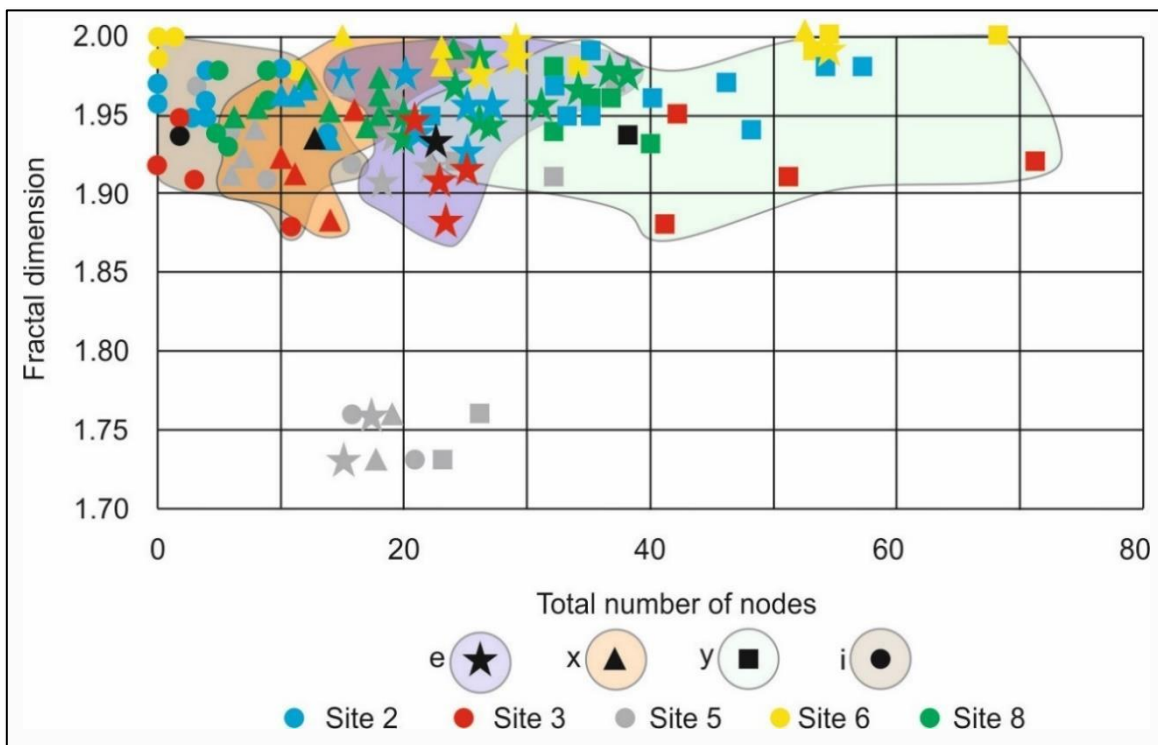 2.00
1.95
1.90
1.85
1.80
1.75
1.70
Fractal dimension
0 20 40 60 80
Total number of nodes
e x y i
Site 2 Site 3 Site 5 Site 6 Site 8